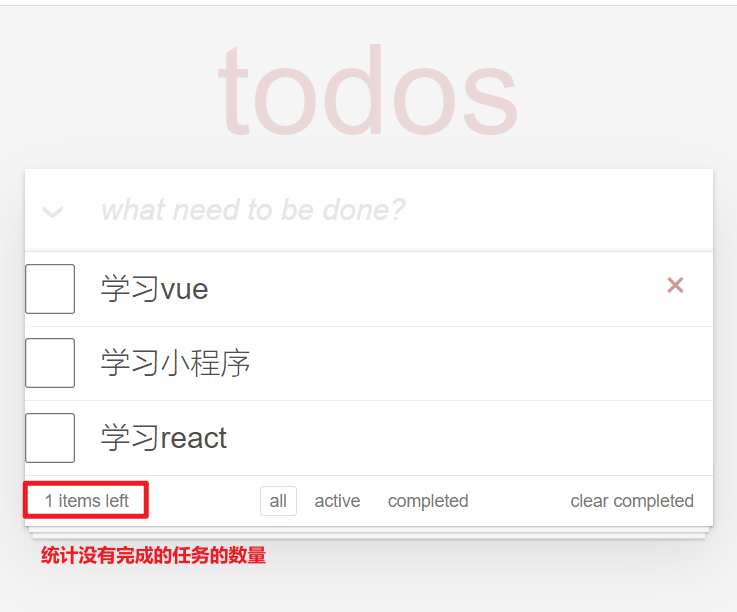 todos
what need to be done?
学习vue
学习小程序
学习react
1 items left all active completed clear completed
统计没有完成的任务的数量